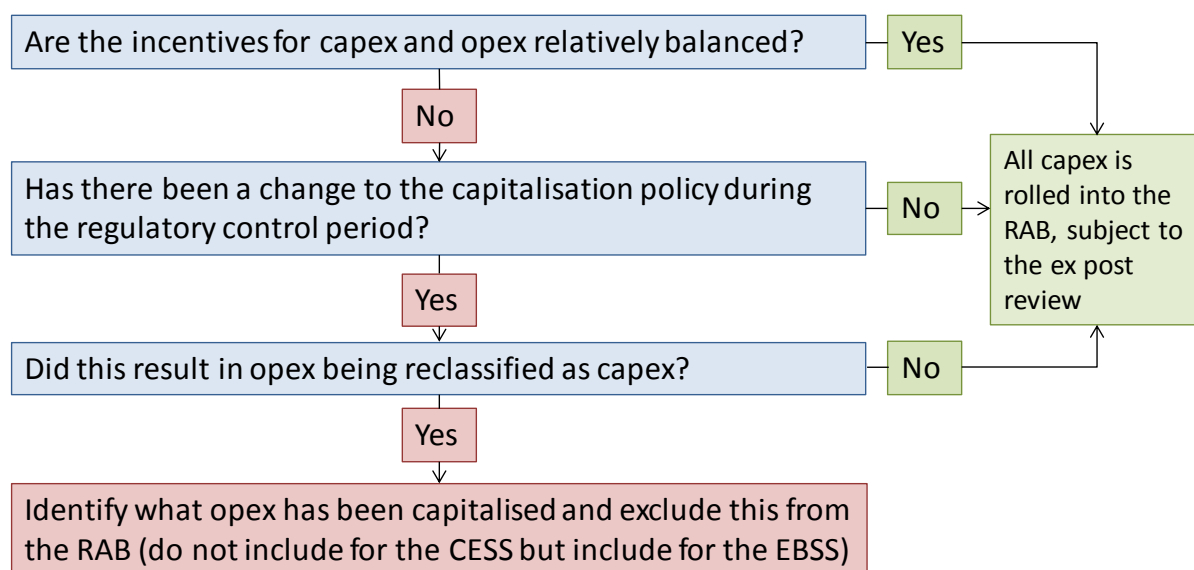 Are the incentives for capex and opex relatively balanced?
Yes
No
Has there been a change to the capitalisation policy during
the regulatory control period?
No
All capex is
rolled into the
RAB, subject to
the ex post
review
Yes
Did this result in opex being reclassified as capex?
No
Yes
Identify what opex has been capitalised and exclude this from
the RAB (do not include for the CESS but include for the EBSS)